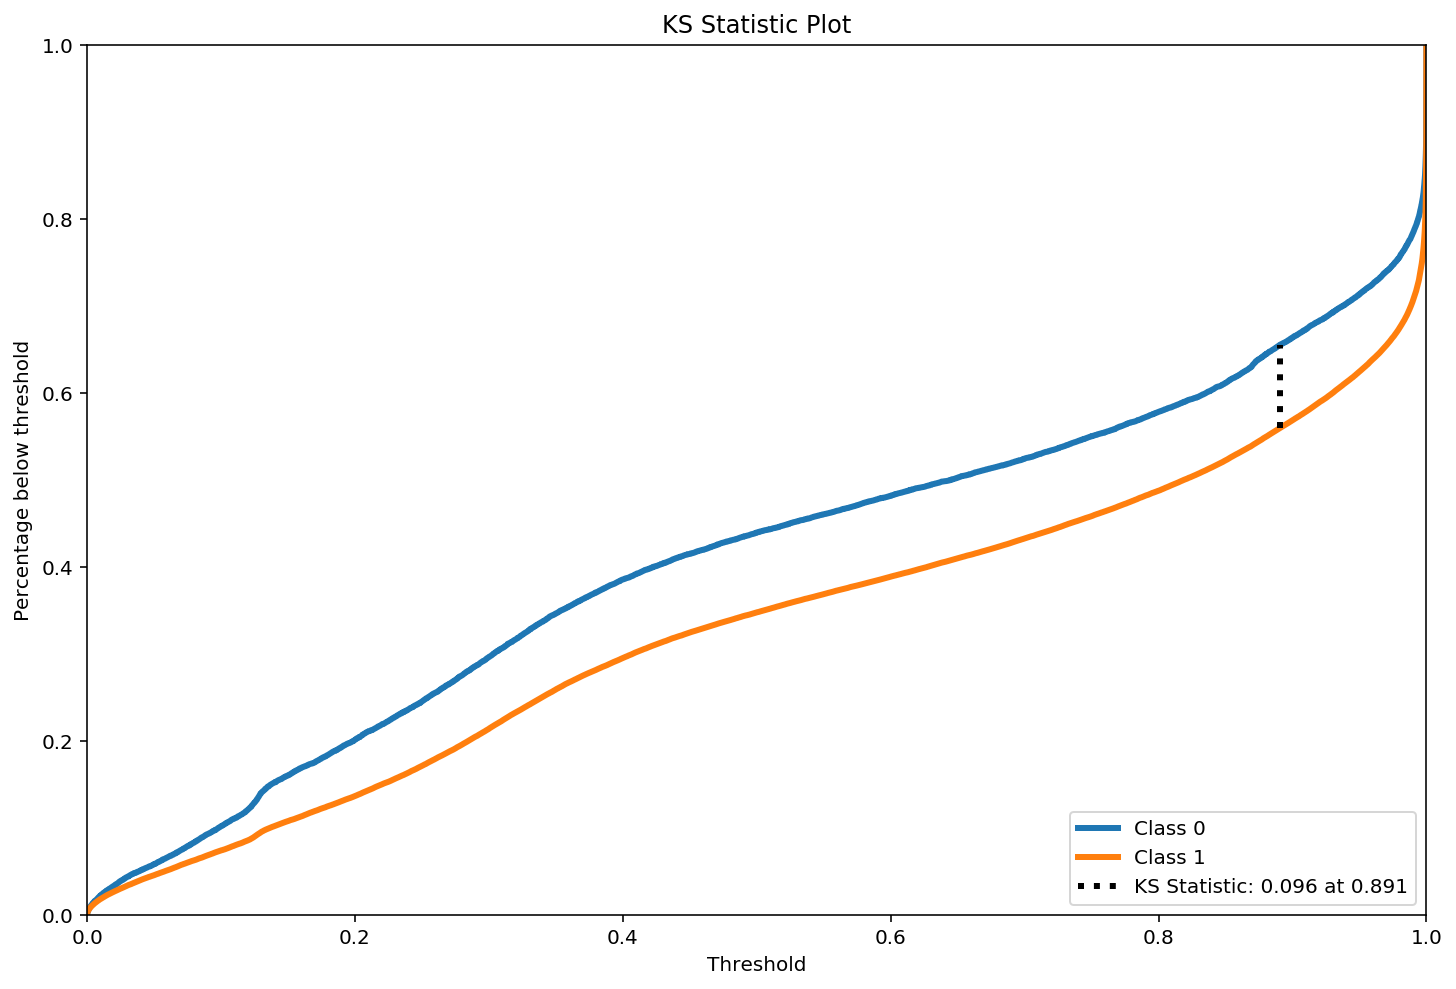 KS Statistic Plot
1.0
0.8
0.6
0.4
0.2
0.0
Percentage below threshold
Class 0
Class 1
KS Statistic: 0.096 at 0.891
0.0 0.2 0.4 0.6 0.8 1.0
Threshold